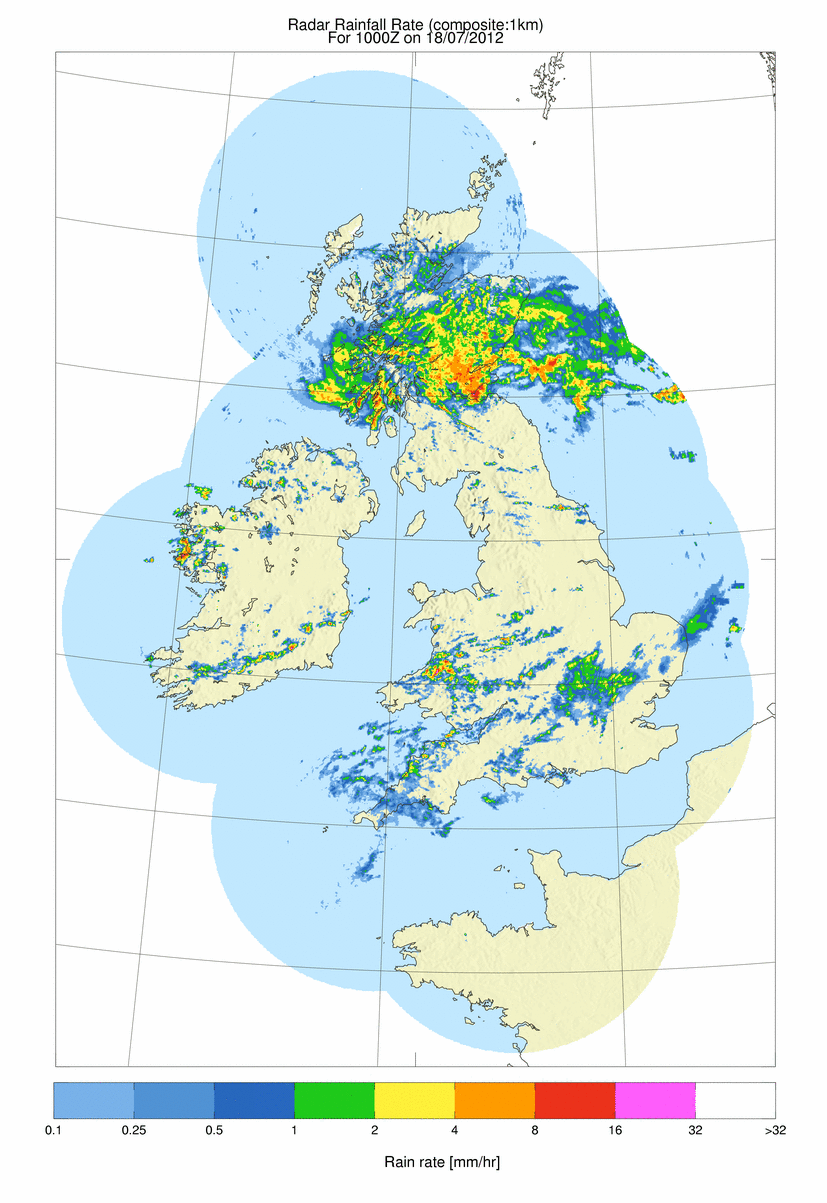 Radar Rainfall Rate (composite:1km)
For 1000Z on 18/07/2012
0.1 0.25 0.5 1 2 4 8 16 32 >32
Rain rate [mm/hr]